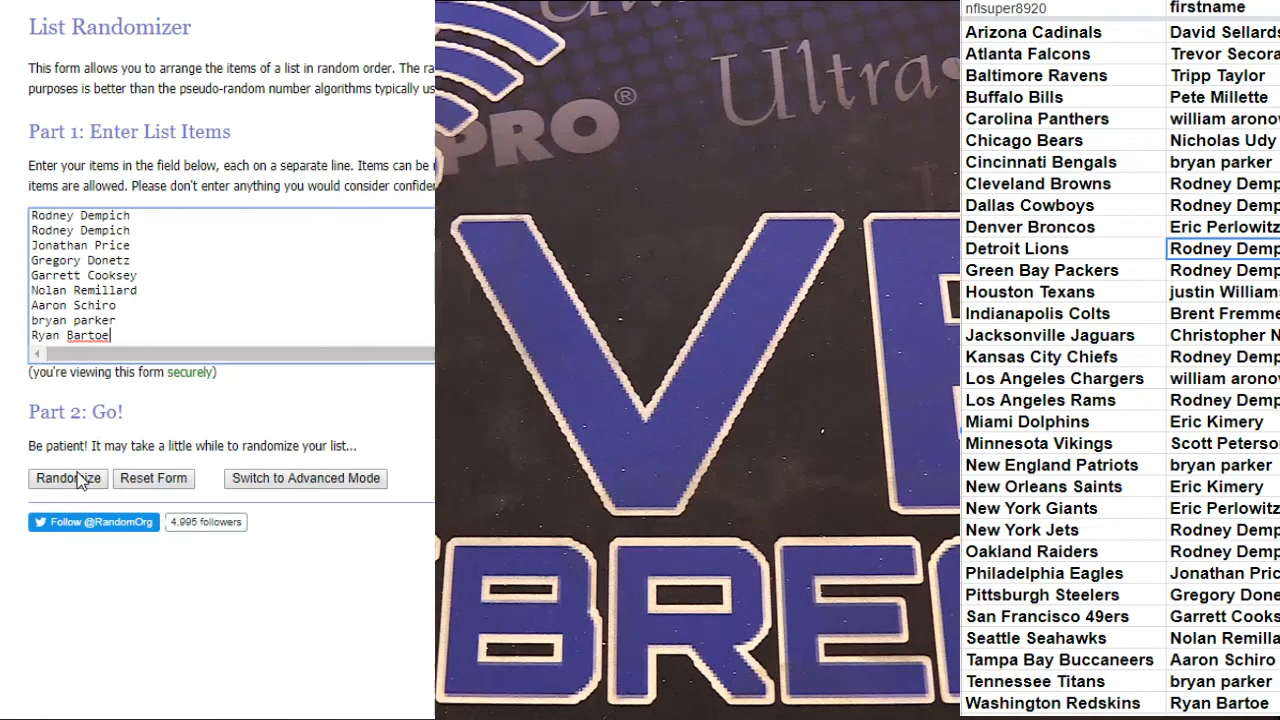 List Randomizer
This form allows you to arrange the items of a list in random order. The ra
purposes is better than the pseudo-random number algorithms typically us
Part 1: Enter List Items
Enter your items in the field below, each on a separate line. Items can be
items are allowed. Please don't enter anything you would consider confider
Rodney Dempich
Rodney Dempich
Jonathan Price
Gregory Donetz
Garrett Cooksey
Nolan Remillard
Aaron Schiro
bryan parker
Ryan Bartoe
(you're viewing this form securely)
Part 2: Go!
Be patient! It may take a little while to randomize your list...
Randomize Reset Form Switch to Advanced Mode
Follow @RandomOrg 4,995 followers
Ultra
PRO®
V
BRE
nflsuper8920 firstname
Arizona Cadinals David Sellards
Atlanta Falcons Trevor Secora
Baltimore Ravens Tripp Taylor
Buffalo Bills Pete Millette
Carolina Panthers william arono
Chicago Bears Nicholas Udy
Cincinnati Bengals bryan parker
Cleveland Browns Rodney Demp
Dallas Cowboys Rodney Demp
Denver Broncos Eric Perlowitz
Detroit Lions Rodney Demp
Green Bay Packers Rodney Demp
Houston Texans justin William
Indianapolis Colts Brent Fremme
Jacksonville Jaguars Christopher N
Kansas City Chiefs Rodney Demp
Los Angeles Chargers william arono
Los Angeles Rams Rodney Demp
Miami Dolphins Eric Kimery
Minnesota Vikings Scott Peterso
New England Patriots bryan parker
New Orleans Saints Eric Kimery
New York Giants Eric Perlowitz
New York Jets Rodney Demp
Oakland Raiders Rodney Demp
Philadelphia Eagles Jonathan Pric
Pittsburgh Steelers Gregory Done
San Francisco 49ers Garrett Cooks
Seattle Seahawks Nolan Remilla
Tampa Bay Buccaneers Aaron Schiro
Tennessee Titans bryan parker
Washington Redskins Ryan Bartoe